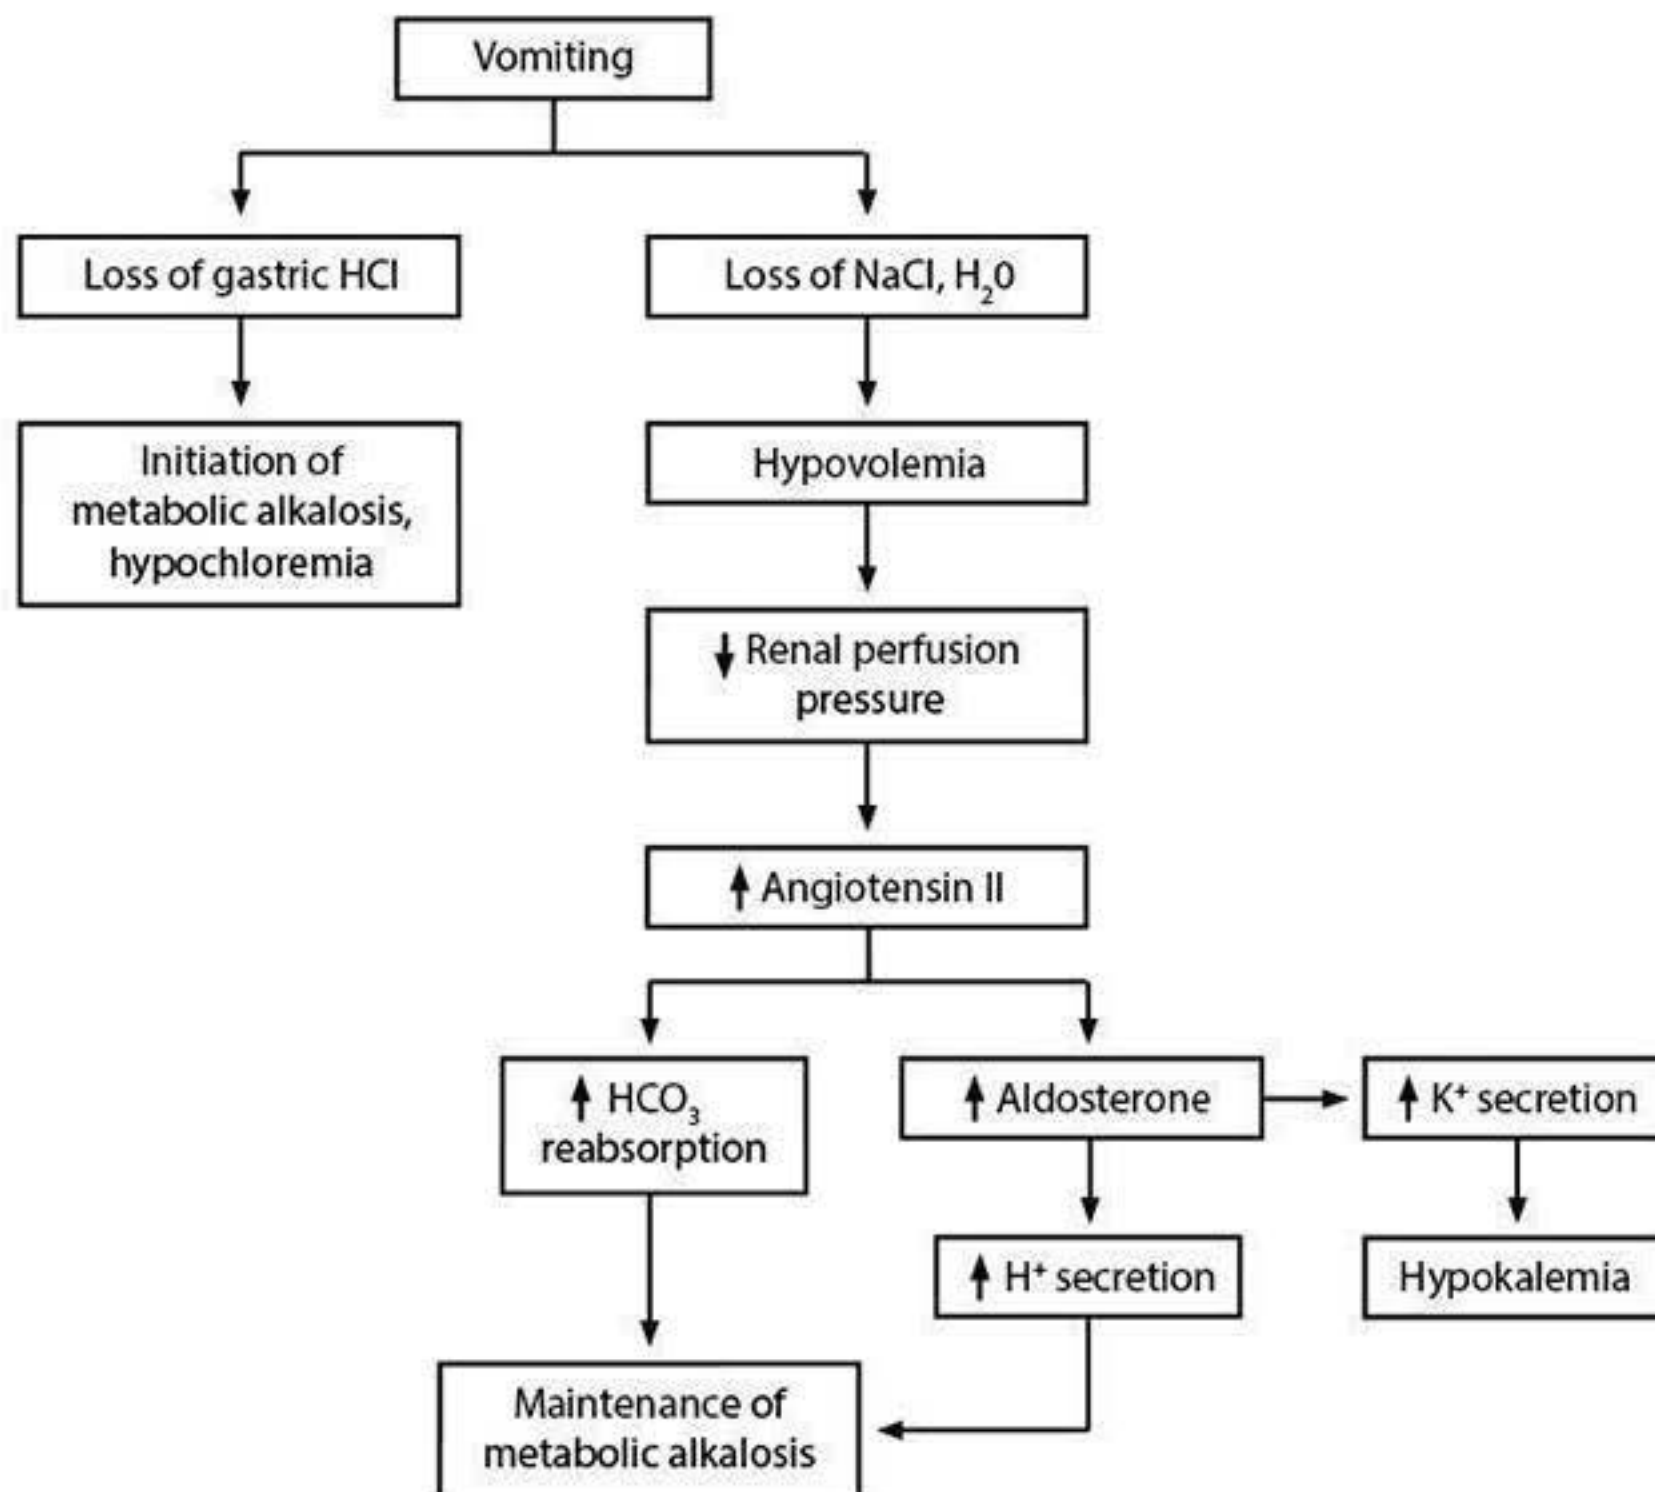 Vomiting
Loss of gastric HCl
Loss of NaCl, H₂0
Initiation of
metabolic alkalosis,
hypochloremia
Hypovolemia
↓ Renal perfusion
pressure
↑ Angiotensin II
↑ HCO₃
reabsorption
↑ Aldosterone
↑ K⁺ secretion
↑ H⁺ secretion
Hypokalemia
Maintenance of
metabolic alkalosis